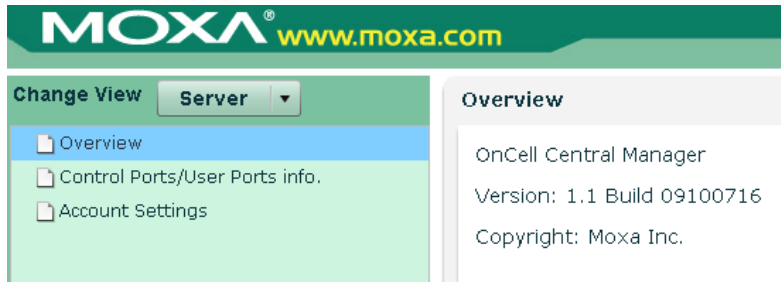 MOXA® www.moxa.com
Change View Server
Overview
Control Ports/User Ports info.
Account Settings
Overview
OnCell Central Manager
Version: 1.1 Build 09100716
Copyright: Moxa Inc.